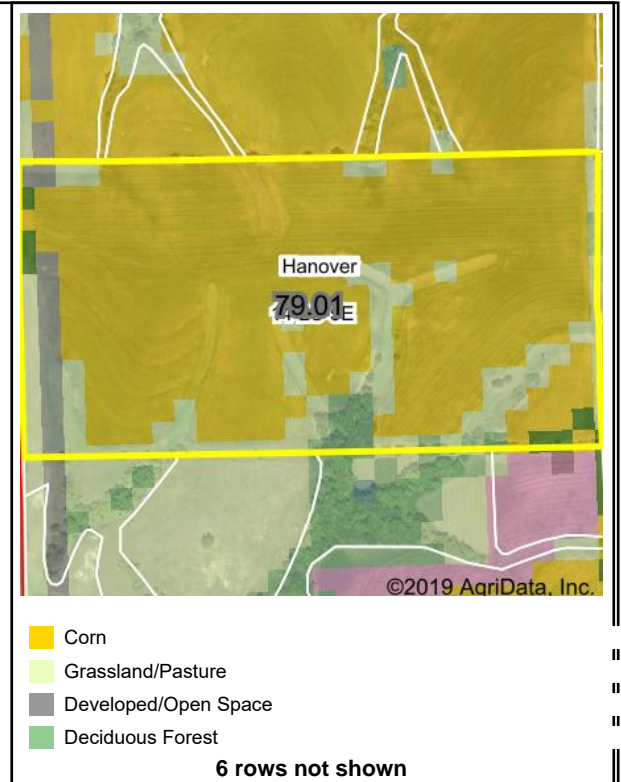 Hanover
79.01
©2019 AgriData, Inc.
Corn
Grassland/Pasture
Developed/Open Space
Deciduous Forest
6 rows not shown